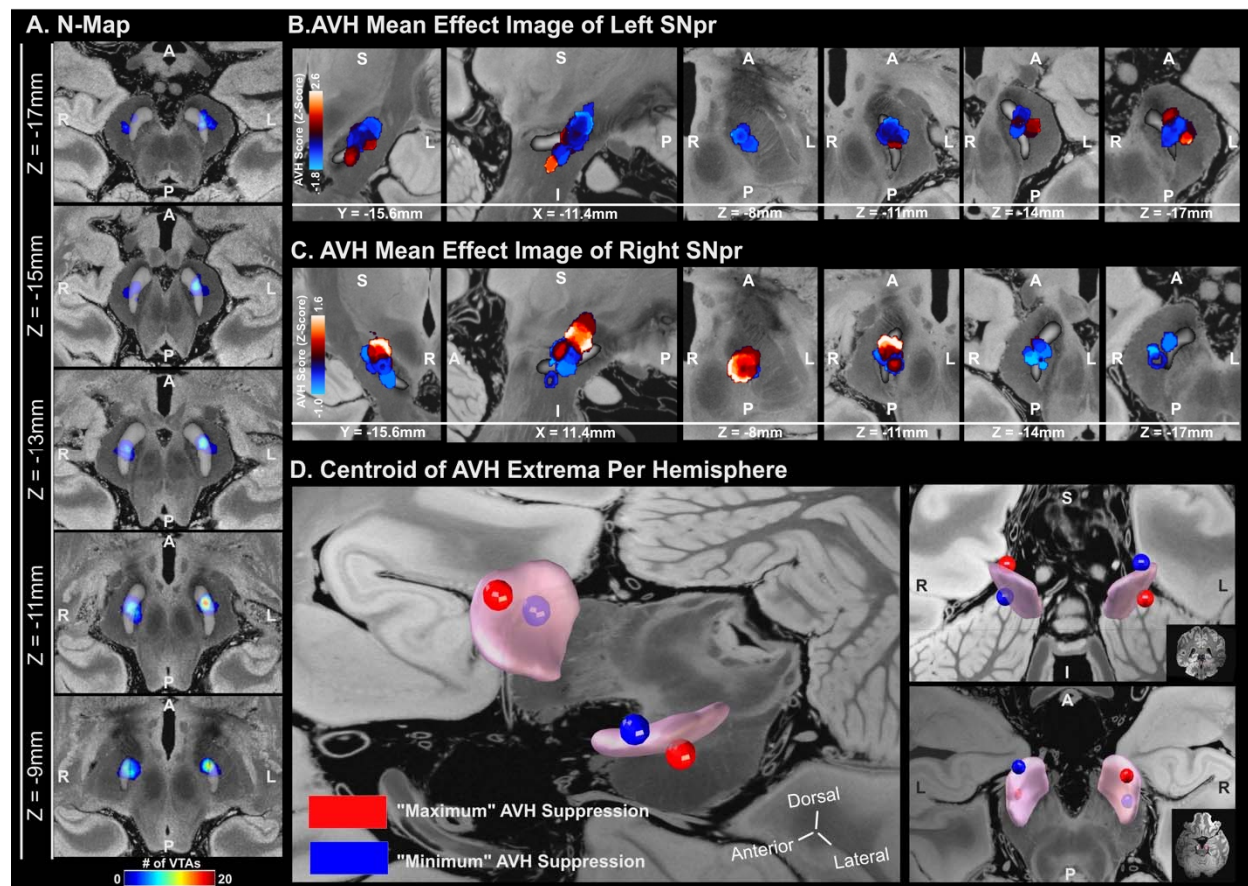 A. N-Map
Z = -17mm
A
R
L
P
Z = -15mm
A
R
L
P
Z = -13mm
A
R
L
P
Z = -11mm
A
R
L
P
Z = -9mm
A
R
L
P
# of VTAs
0
20
B.AVH Mean Effect Image of Left SNpr
AVH Score (Z-Score)
2.6
-1.8
S
L
Y = -15.6mm
S
P
I
X = -11.4mm
A
R
L
P
Z = -8mm
A
R
L
P
Z = -11mm
A
R
L
P
Z = -14mm
A
R
L
P
Z = -17mm
C. AVH Mean Effect Image of Right SNpr
AVH Score (Z-Score)
1.6
-1.0
S
R
Y = -15.6mm
S
A
P
I
X = 11.4mm
A
R
L
P
Z = -8mm
A
R
L
P
Z = -11mm
A
R
L
P
Z = -14mm
A
R
L
P
Z = -17mm
D. Centroid of AVH Extrema Per Hemisphere
"Maximum" AVH Suppression
"Minimum" AVH Suppression
Dorsal
Anterior
Lateral
S
R
L
I
A
L
R
P